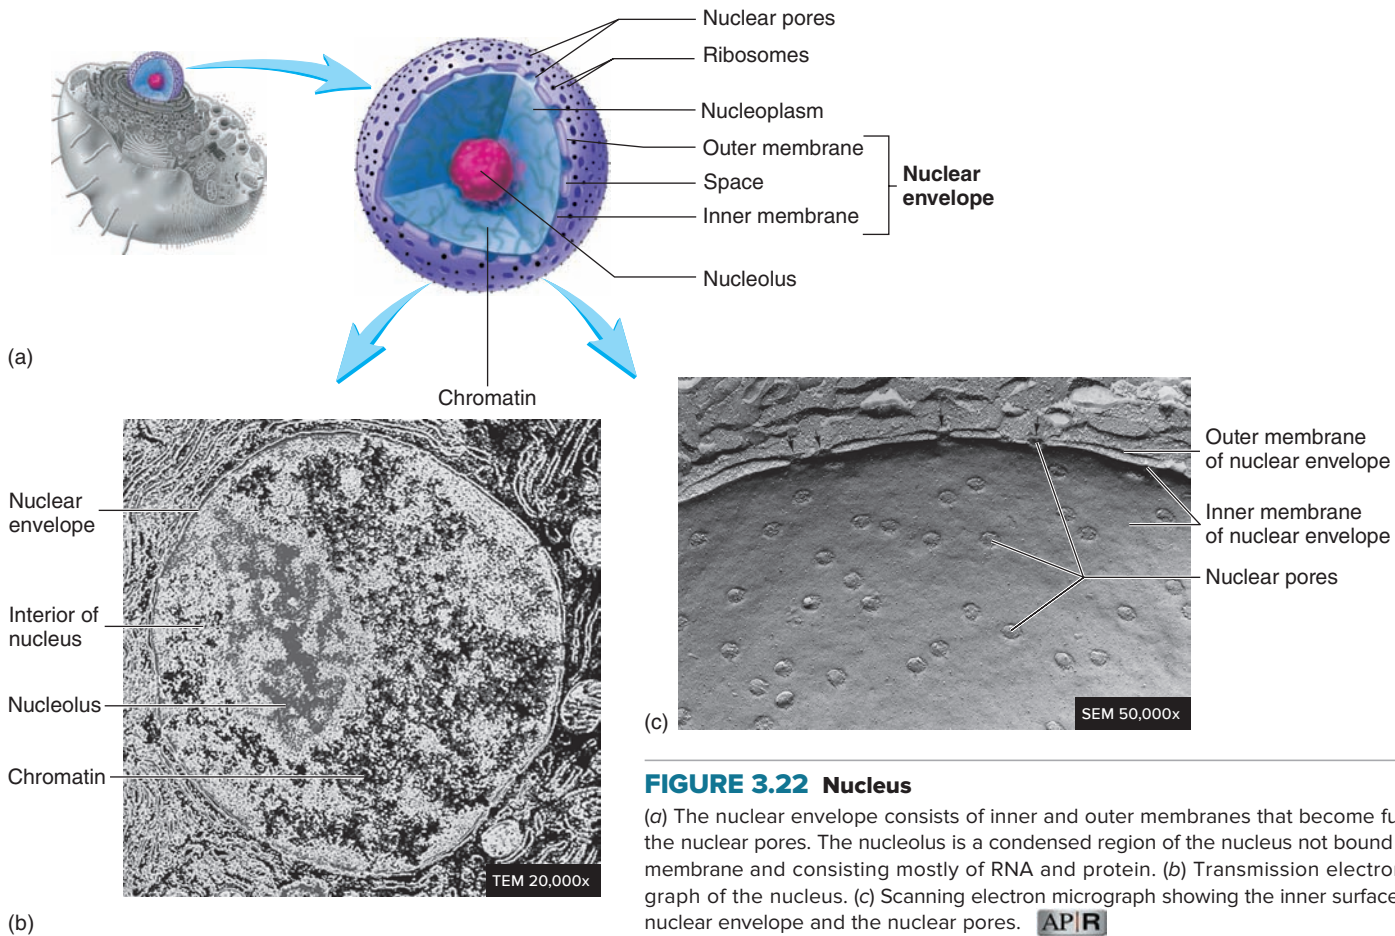 Nuclear pores
Ribosomes
Nucleoplasm
Outer membrane
Space
Inner membrane
Nuclear
envelope
Nucleolus
Chromatin
(a)
Nuclear
envelope
Interior of
nucleus
Nucleolus
Chromatin
TEM 20,000x
(b)
Outer membrane
of nuclear envelope
Inner membrane
of nuclear envelope
Nuclear pores
SEM 50,000x
(c)
FIGURE 3.22 Nucleus
(a) The nuclear envelope consists of inner and outer membranes that become fu
the nuclear pores. The nucleolus is a condensed region of the nucleus not bound
membrane and consisting mostly of RNA and protein. (b) Transmission electron
graph of the nucleus. (c) Scanning electron micrograph showing the inner surface
nuclear envelope and the nuclear pores. AP|R